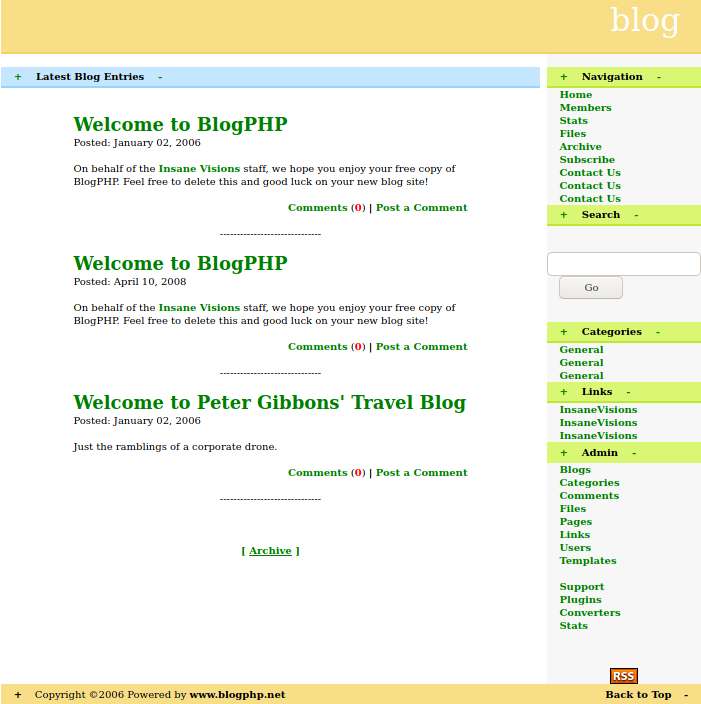 blog
+ Latest Blog Entries -
Welcome to BlogPHP
Posted: January 02, 2006
On behalf of the Insane Visions staff, we hope you enjoy your free copy of
BlogPHP. Feel free to delete this and good luck on your new blog site!
Comments (0) | Post a Comment
------------------------------
Welcome to BlogPHP
Posted: April 10, 2008
On behalf of the Insane Visions staff, we hope you enjoy your free copy of
BlogPHP. Feel free to delete this and good luck on your new blog site!
Comments (0) | Post a Comment
------------------------------
Welcome to Peter Gibbons' Travel Blog
Posted: January 02, 2006
Just the ramblings of a corporate drone.
Comments (0) | Post a Comment
------------------------------
[ Archive ]
+ Navigation -
Home
Members
Stats
Files
Archive
Subscribe
Contact Us
Contact Us
Contact Us
+ Search -
Go
+ Categories -
General
General
General
+ Links -
InsaneVisions
InsaneVisions
InsaneVisions
+ Admin -
Blogs
Categories
Comments
Files
Pages
Links
Users
Templates
Support
Plugins
Converters
Stats
RSS
+ Copyright ©2006 Powered by www.blogphp.net
Back to Top -